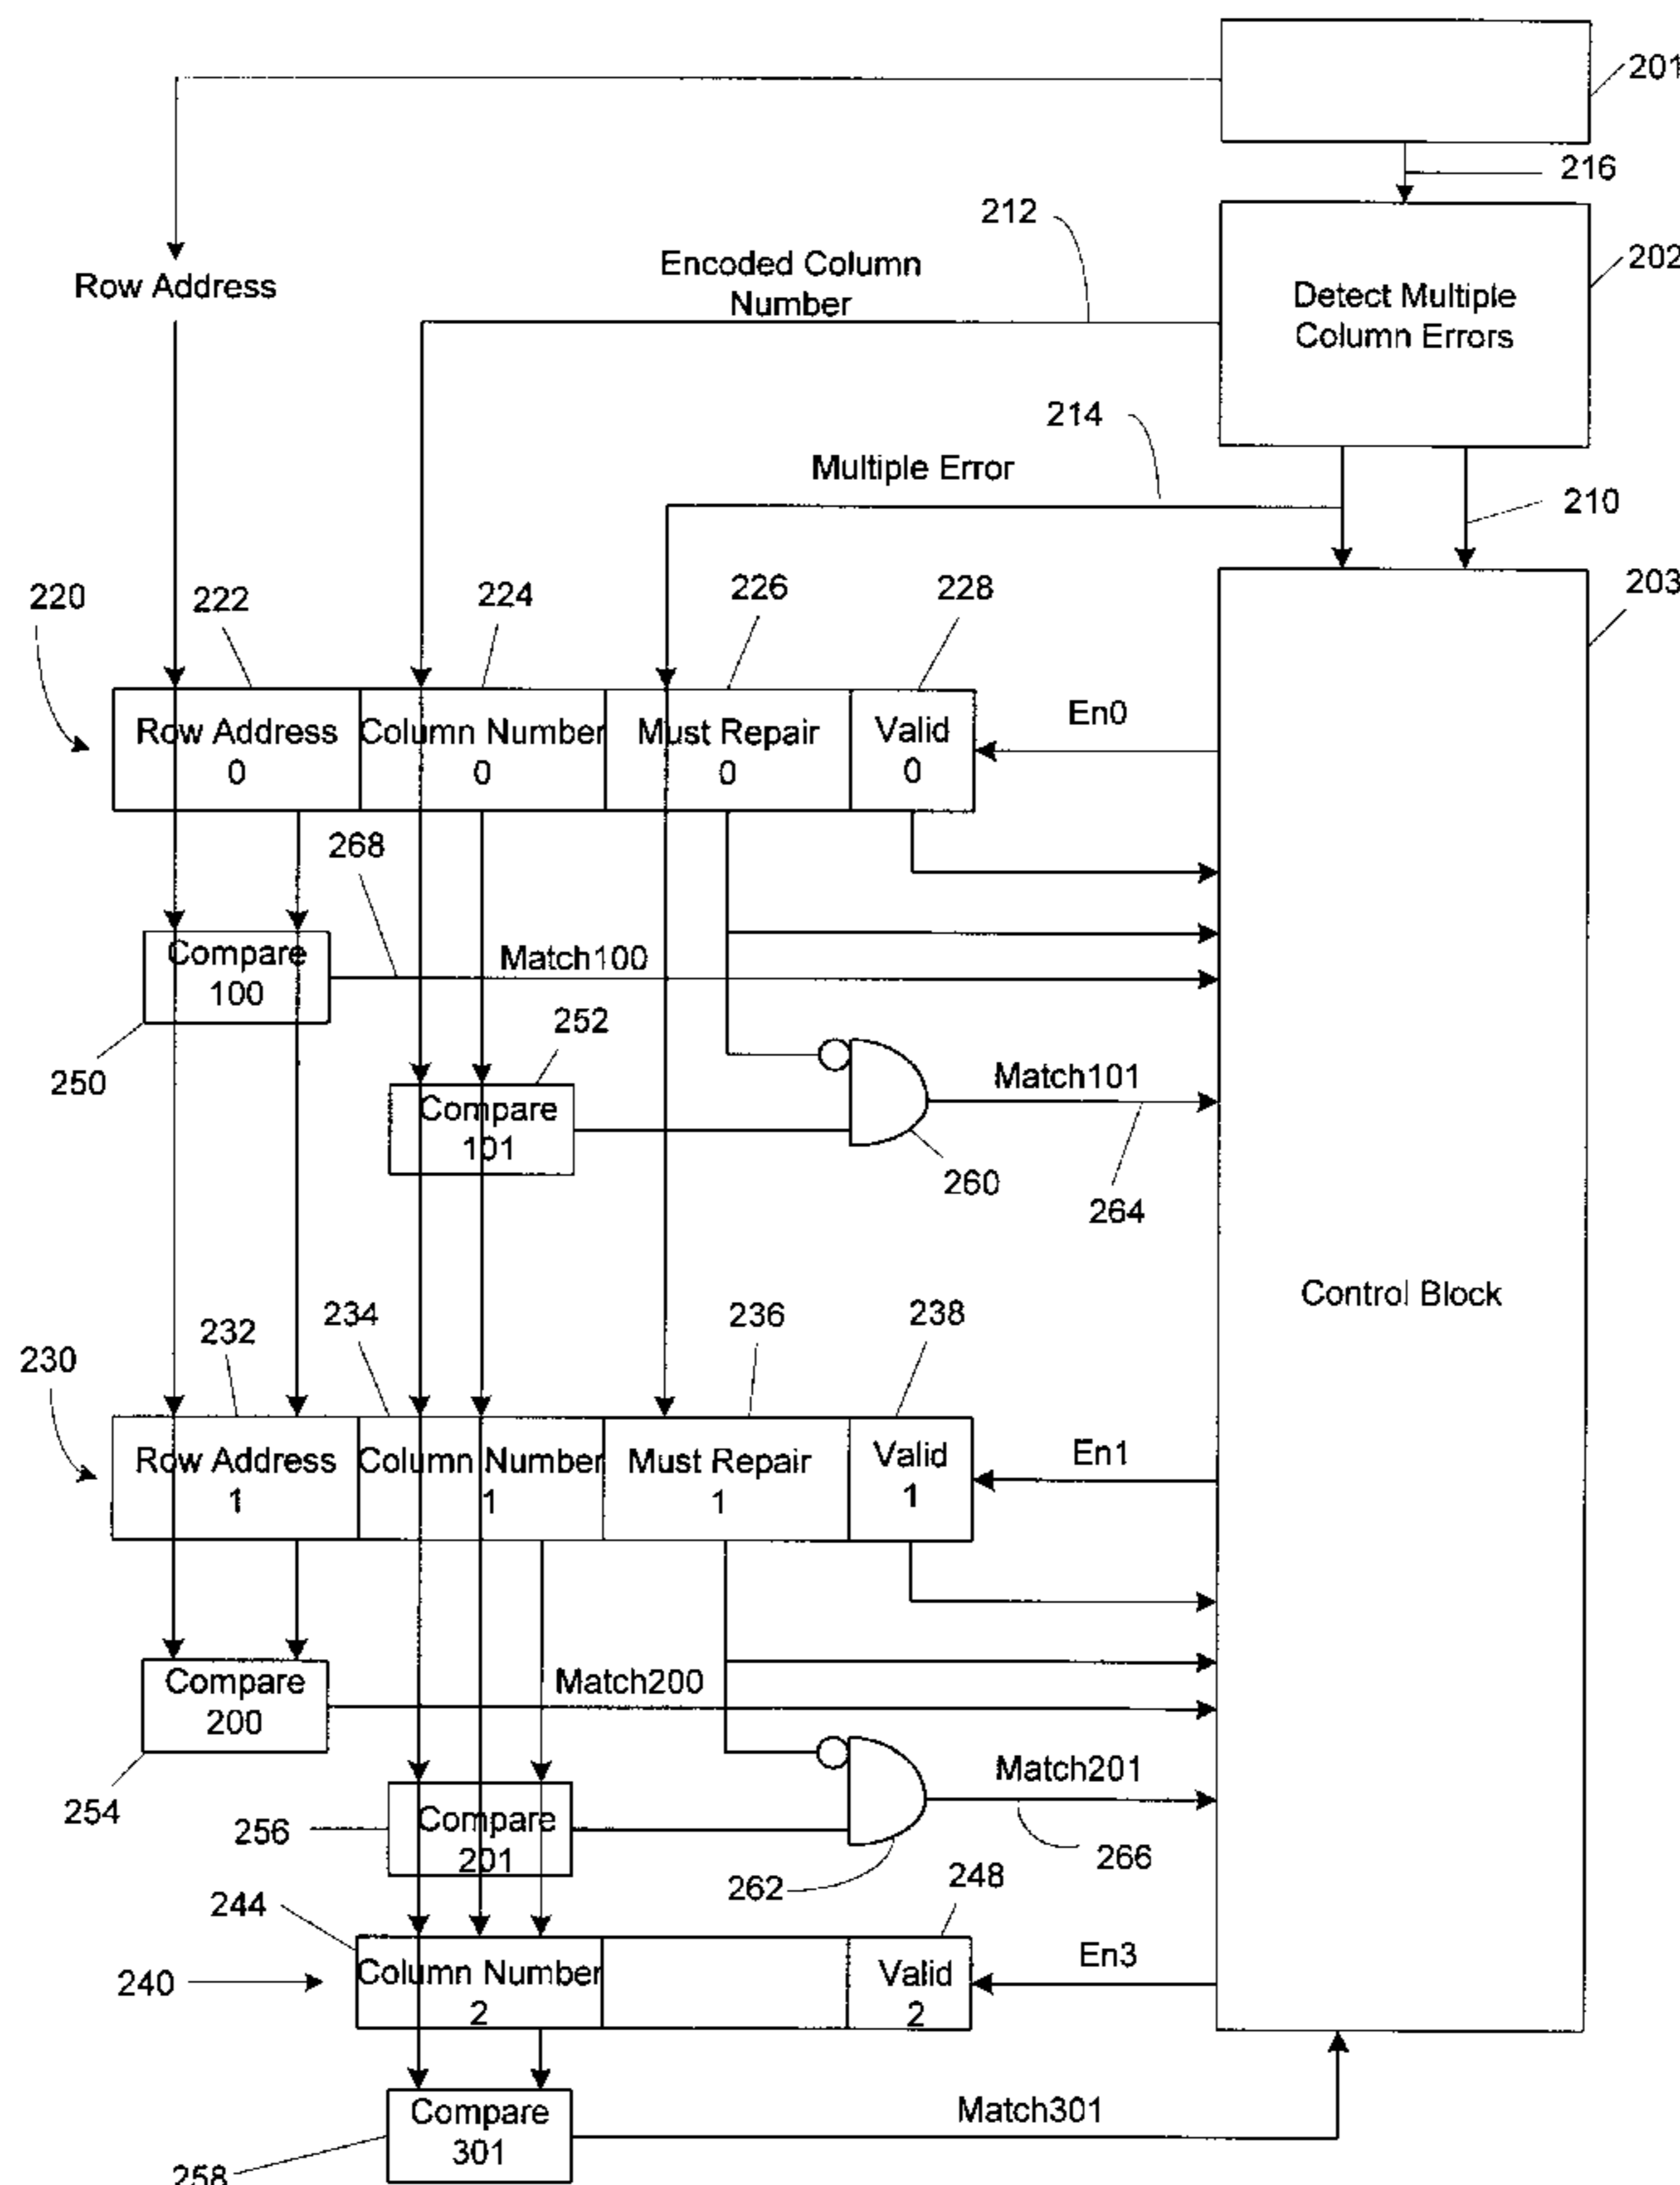 201
216
212
Encoded Column
Number
Row Address
202
Detect Multiple
Column Errors
214
Multiple Error
210
220
222
224
226
228
203
Row Address
0
Column Number
0
Must Repair
0
Valid
0
En0
268
Compare
100
Match100
250
252
Compare
101
Match101
260
264
Control Block
230
232
234
236
238
Row Address
1
Column Number
1
Must Repair
1
Valid
1
En1
Compare
200
Match200
254
256
Compare
201
Match201
266
262
244
248
240
Column Number
2
Valid
2
En3
Compare
301
Match301
258